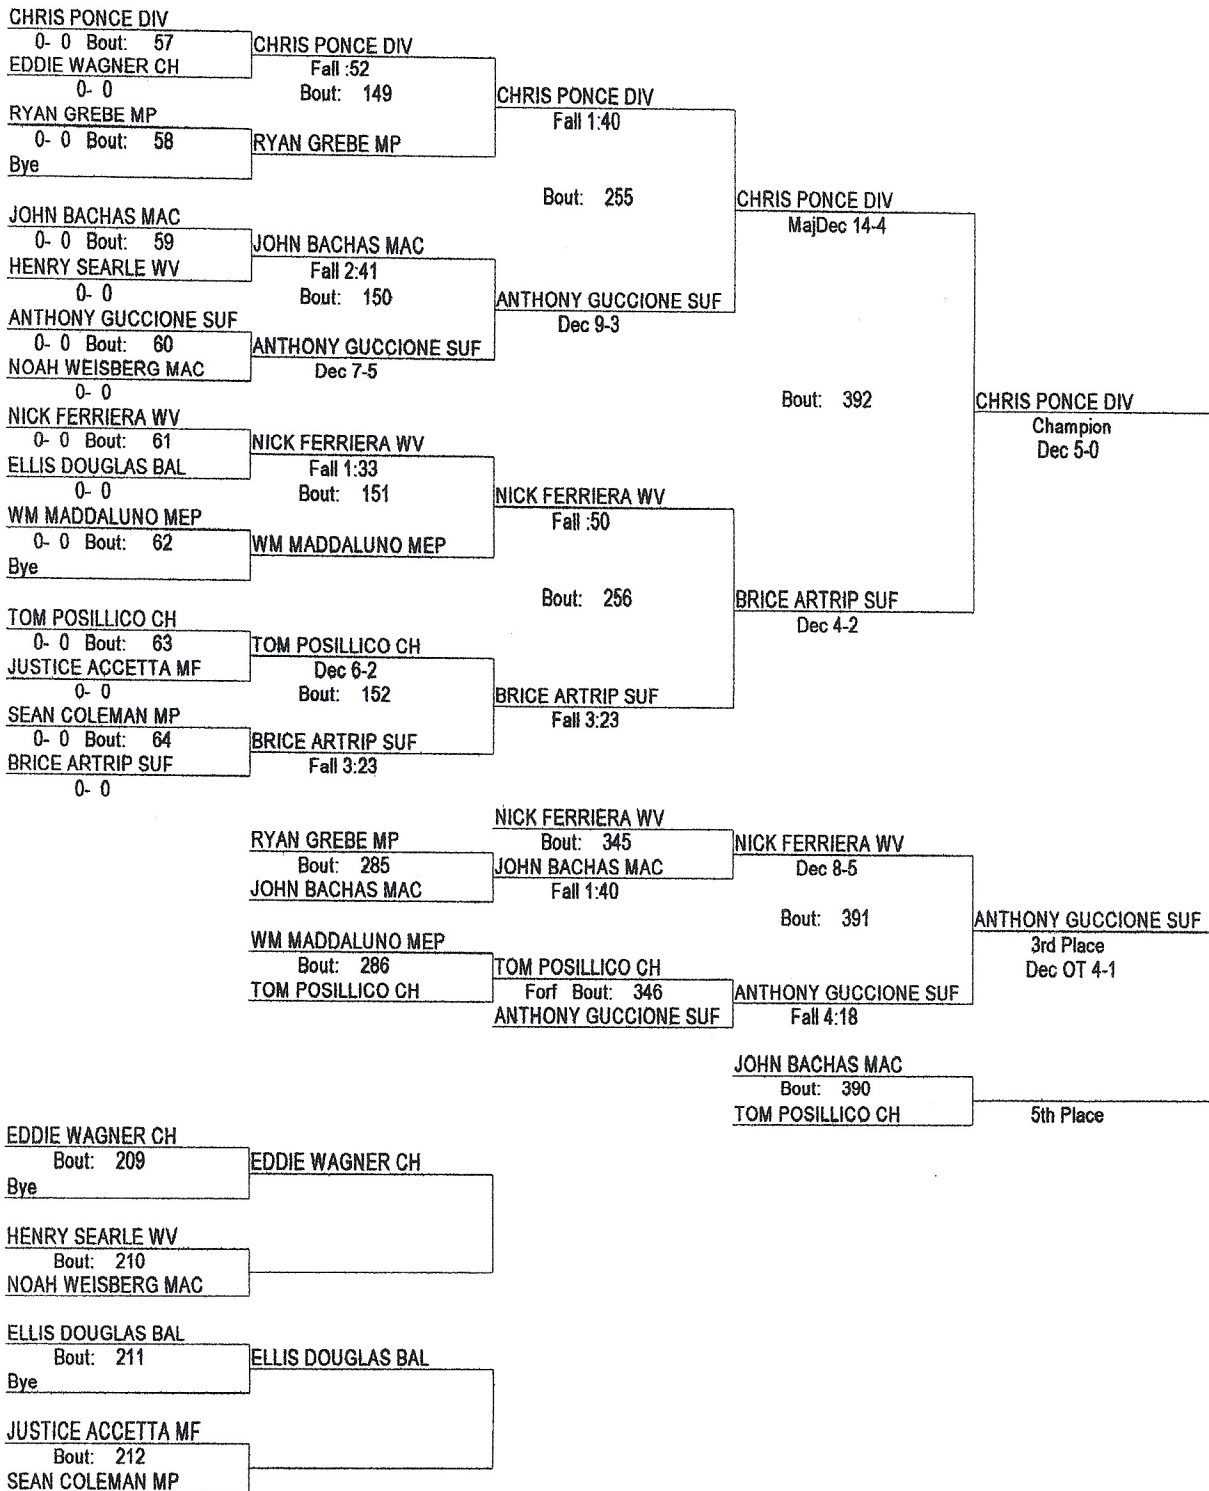 CHRIS PONCE DIV
0- 0 Bout: 57
EDDIE WAGNER CH
0- 0
RYAN GREBE MP
0- 0 Bout: 58
Bye
JOHN BACHAS MAC
0- 0 Bout: 59
HENRY SEARLE WV
0- 0
ANTHONY GUCCIONE SUF
0- 0 Bout: 60
NOAH WEISBERG MAC
0- 0
NICK FERRIERA WV
0- 0 Bout: 61
ELLIS DOUGLAS BAL
0- 0
WM MADDALUNO MEP
0- 0 Bout: 62
Bye
TOM POSILLICO CH
0- 0 Bout: 63
JUSTICE ACCETTA MF
0- 0
SEAN COLEMAN MP
0- 0 Bout: 64
BRICE ARTRIP SUF
0- 0
CHRIS PONCE DIV
Fall :52
Bout: 149
RYAN GREBE MP
JOHN BACHAS MAC
Fall 2:41
Bout: 150
ANTHONY GUCCIONE SUF
Dec 7-5
NICK FERRIERA WV
Fall 1:33
Bout: 151
WM MADDALUNO MEP
TOM POSILLICO CH
Dec 6-2
Bout: 152
BRICE ARTRIP SUF
Fall 3:23
CHRIS PONCE DIV
Fall 1:40
Bout: 255
ANTHONY GUCCIONE SUF
Dec 9-3
NICK FERRIERA WV
Fall :50
Bout: 256
BRICE ARTRIP SUF
Fall 3:23
CHRIS PONCE DIV
MajDec 14-4
Bout: 392
BRICE ARTRIP SUF
Dec 4-2
CHRIS PONCE DIV
Champion
Dec 5-0
RYAN GREBE MP
Bout: 285
JOHN BACHAS MAC
WM MADDALUNO MEP
Bout: 286
TOM POSILLICO CH
NICK FERRIERA WV
Bout: 345
JOHN BACHAS MAC
Fall 1:40
TOM POSILLICO CH
Forf Bout: 346
ANTHONY GUCCIONE SUF
NICK FERRIERA WV
Dec 8-5
Bout: 391
ANTHONY GUCCIONE SUF
Fall 4:18
ANTHONY GUCCIONE SUF
3rd Place
Dec OT 4-1
JOHN BACHAS MAC
Bout: 390
TOM POSILLICO CH
5th Place
EDDIE WAGNER CH
Bout: 209
Bye
EDDIE WAGNER CH
HENRY SEARLE WV
Bout: 210
NOAH WEISBERG MAC
ELLIS DOUGLAS BAL
Bout: 211
Bye
ELLIS DOUGLAS BAL
JUSTICE ACCETTA MF
Bout: 212
SEAN COLEMAN MP